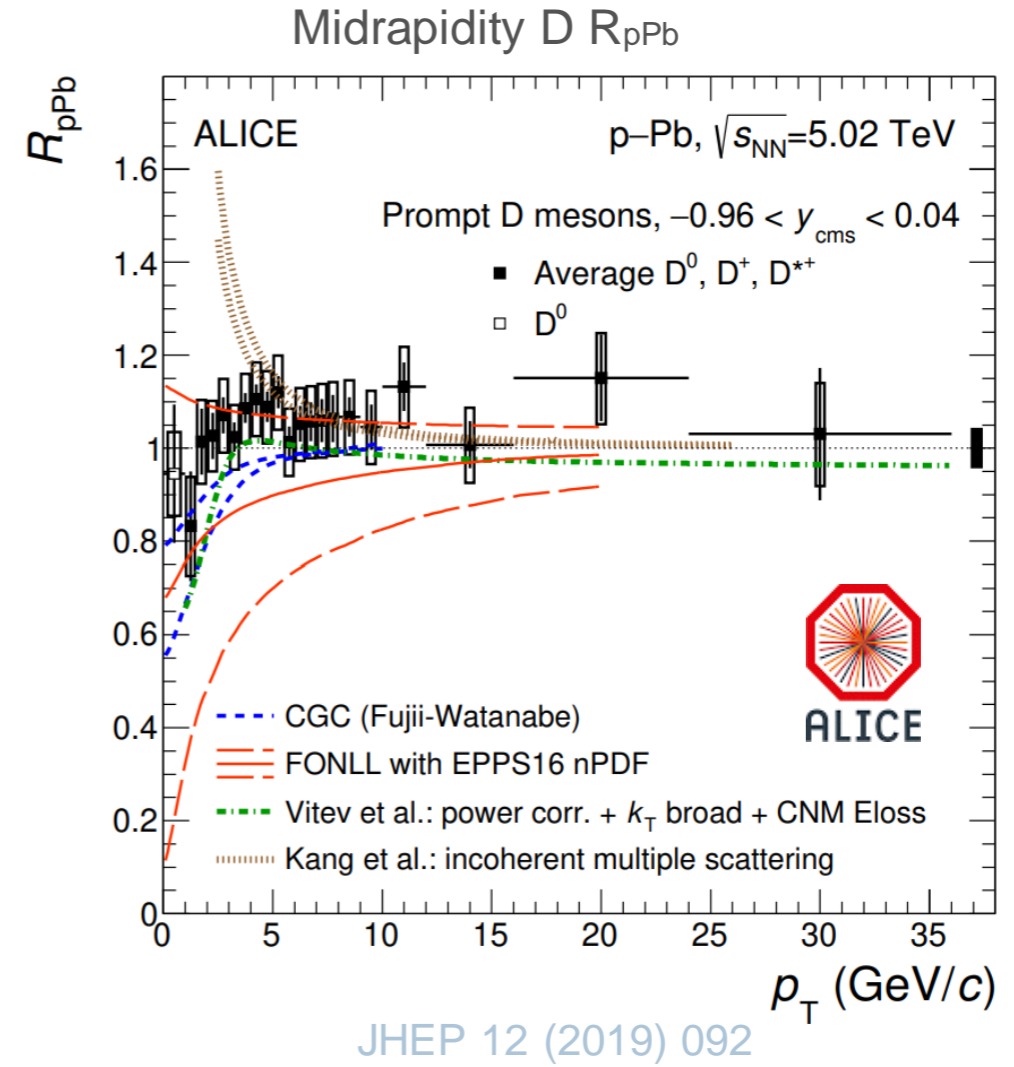 Midrapidity D RpPb
RpPb
ALICE
p–Pb, √sNN=5.02 TeV
Prompt D mesons, –0.96 < ycms < 0.04
Average D0, D+, D*+
D0
1.6
1.4
1.2
1
0.8
0.6
0.4
0.2
0
ALICE
CGC (Fujii-Watanabe)
FONLL with EPPS16 nPDF
Vitev et al.: power corr. + kT broad + CNM Eloss
Kang et al.: incoherent multiple scattering
0 5 10 15 20 25 30 35
pT (GeV/c)
JHEP 12 (2019) 092